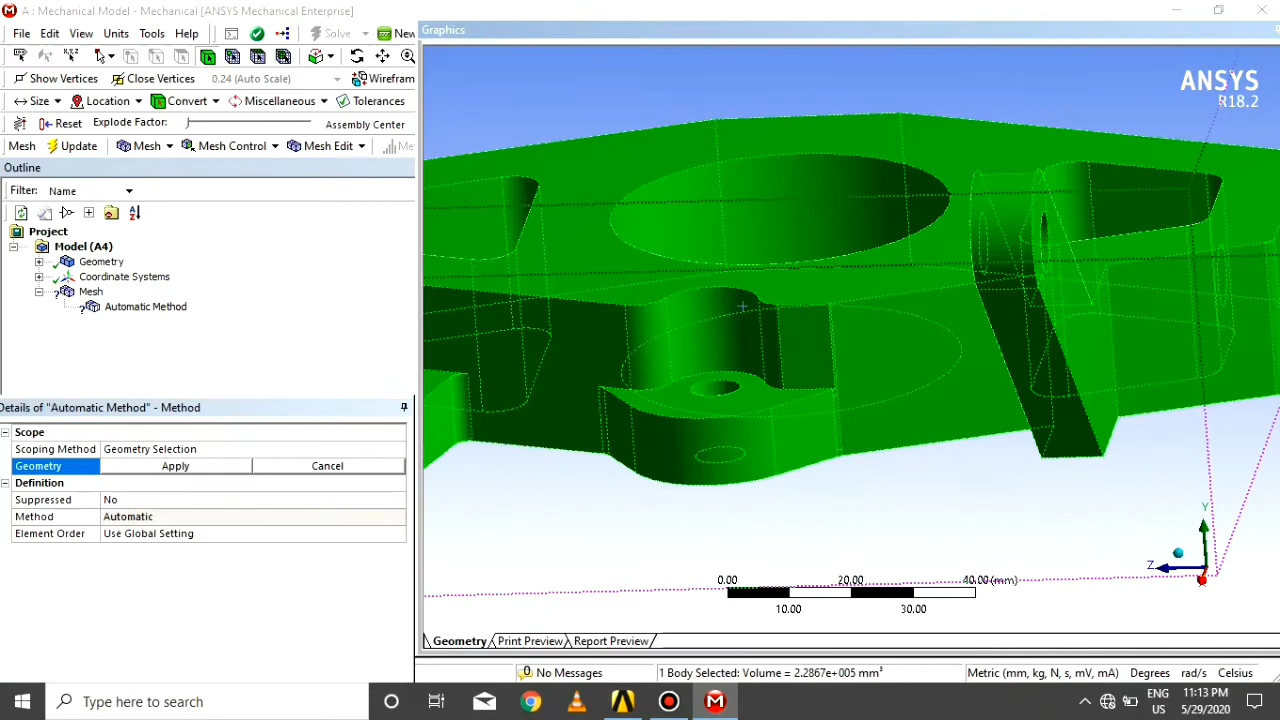 A : Mechanical Model - Mechanical [ANSYS Mechanical Enterprise]
File Edit View Units Tools Help Solve New
Show Vertices Close Vertices 0.24 (Auto Scale) Wirefram
Size Location Convert Miscellaneous Tolerances
Reset Explode Factor: Assembly Center
Mesh Update Mesh Mesh Control Mesh Edit Me
Outline
Filter: Name
Project
Model (A4)
Geometry
Coordinate Systems
Mesh
Automatic Method
Details of "Automatic Method" - Method
Scope
Scoping Method Geometry Selection
Geometry Apply Cancel
Definition
Suppressed No
Method Automatic
Element Order Use Global Setting
Graphics
ANSYS
R18.2
Y
Z
0.00 20.00 40.00 (mm)
10.00 30.00
Geometry Print Preview Report Preview
0 No Messages 1 Body Selected: Volume = 2.2867e+005 mm³ Metric (mm, kg, N, s, mV, mA) Degrees rad/s Celsius
Type here to search
ENG
US
11:13 PM
5/29/2020